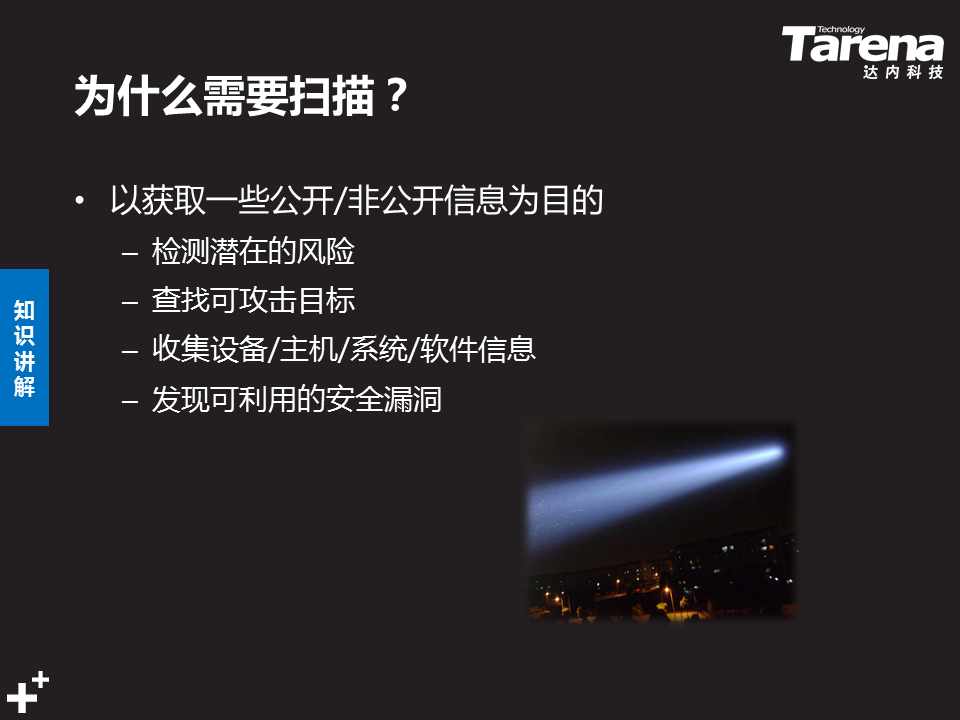 Technology
Tarena
达内科技
为什么需要扫描？
• 以获取一些公开/非公开信息为目的
– 检测潜在的风险
– 查找可攻击目标
– 收集设备/主机/系统/软件信息
– 发现可利用的安全漏洞
知识讲解